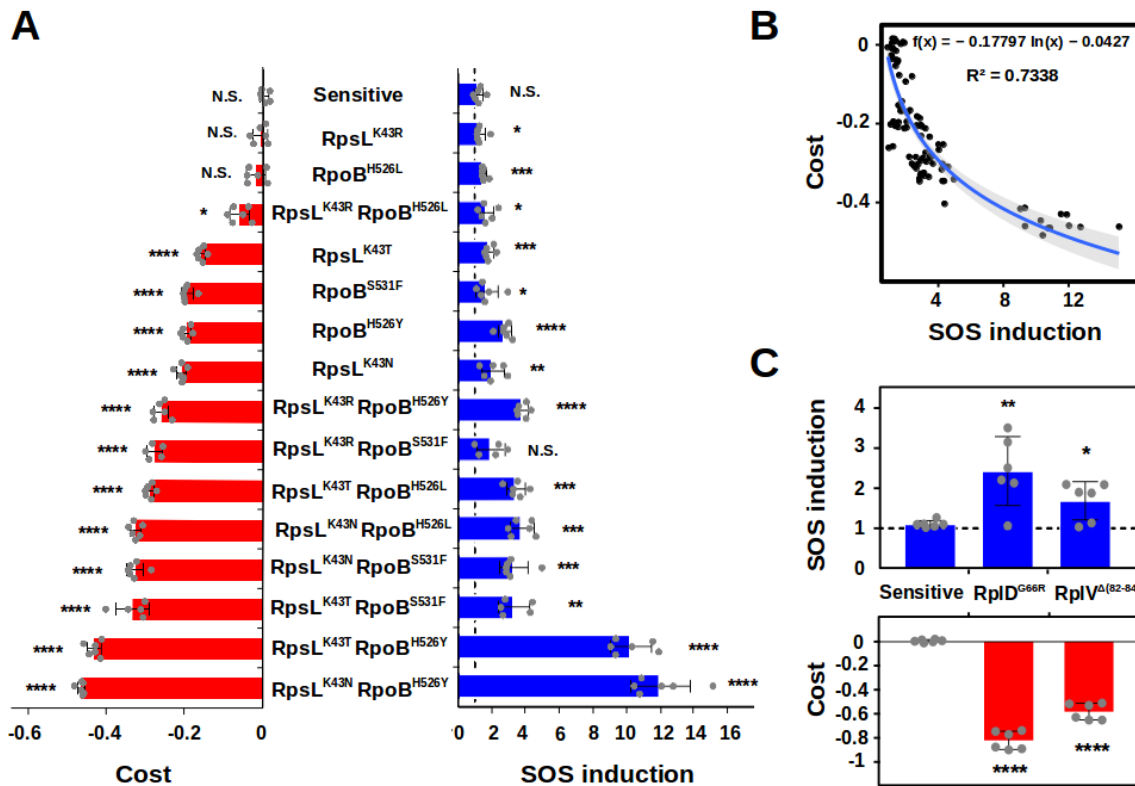 A
N.S. Sensitive N.S.
N.S. RpsL^K43R *
N.S. RpoB^H526L ***
* RpsL^K43R RpoB^H526L *
**** RpsL^K43T ***
**** RpoB^S531F *
**** RpoB^H526Y ****
**** RpsL^K43N **
**** RpsL^K43R RpoB^H526Y ****
**** RpsL^K43R RpoB^S531F N.S.
**** RpsL^K43T RpoB^H526L ***
**** RpsL^K43N RpoB^H526L ***
**** RpsL^K43N RpoB^S531F ***
**** RpsL^K43T RpoB^S531F **
**** RpsL^K43T RpoB^H526Y ****
**** RpsL^K43N RpoB^H526Y ****
-0.6 -0.4 -0.2 0
Cost
0 2 4 6 8 10 12 14 16
SOS induction
B
f(x) = − 0.17797 ln(x) − 0.0427
R² = 0.7338
0
-0.2
-0.4
Cost
4 8 12
SOS induction
C
SOS induction
4
3
2
1
0
**
*
Sensitive RplD^G66R RplV^Δ(82-84
Cost
0
-0.2
-0.4
-0.6
-0.8
-1
**** ****